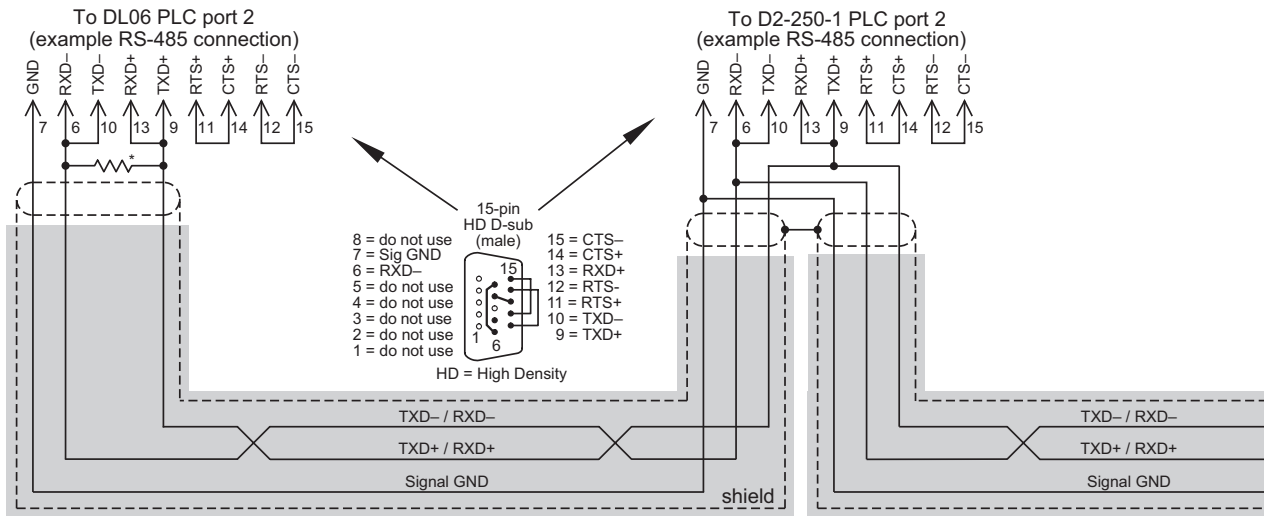 To DL06 PLC port 2
(example RS-485 connection)
GND
RXD–
TXD–
RXD+
TXD+
RTS+
CTS+
RTS–
CTS–
7
6
10
13
9
11
14
12
15
*
To D2-250-1 PLC port 2
(example RS-485 connection)
GND
RXD–
TXD–
RXD+
TXD+
RTS+
CTS+
RTS–
CTS–
7
6
10
13
9
11
14
12
15
15-pin
HD D-sub
(male)
8 = do not use
7 = Sig GND
6 = RXD–
5 = do not use
4 = do not use
3 = do not use
2 = do not use
1 = do not use
15
1
6
15 = CTS–
14 = CTS+
13 = RXD+
12 = RTS-
11 = RTS+
10 = TXD–
9 = TXD+
HD = High Density
TXD– / RXD–
TXD+ / RXD+
Signal GND
shield
TXD– / RXD–
TXD+ / RXD+
Signal GND